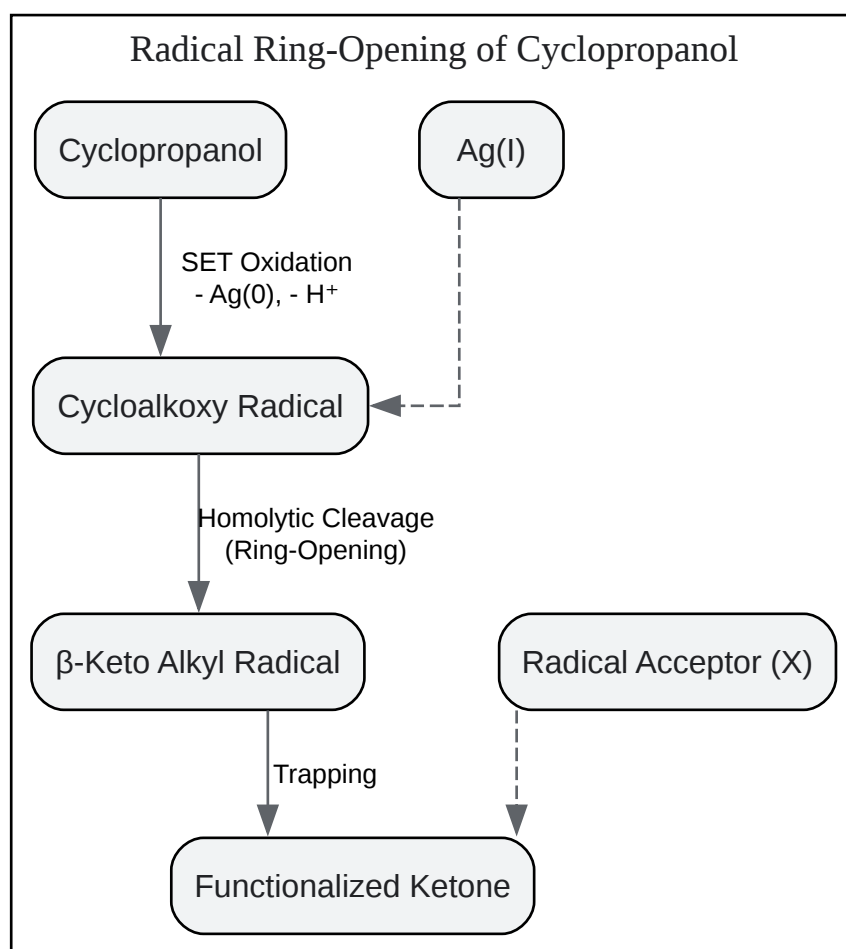 Radical Ring-Opening of Cyclopropanol
Cyclopropanol
Ag(I)
SET Oxidation
- Ag(0), - H⁺
Cycloalkoxy Radical
Homolytic Cleavage
(Ring-Opening)
β-Keto Alkyl Radical
Radical Acceptor (X)
Trapping
Functionalized Ketone